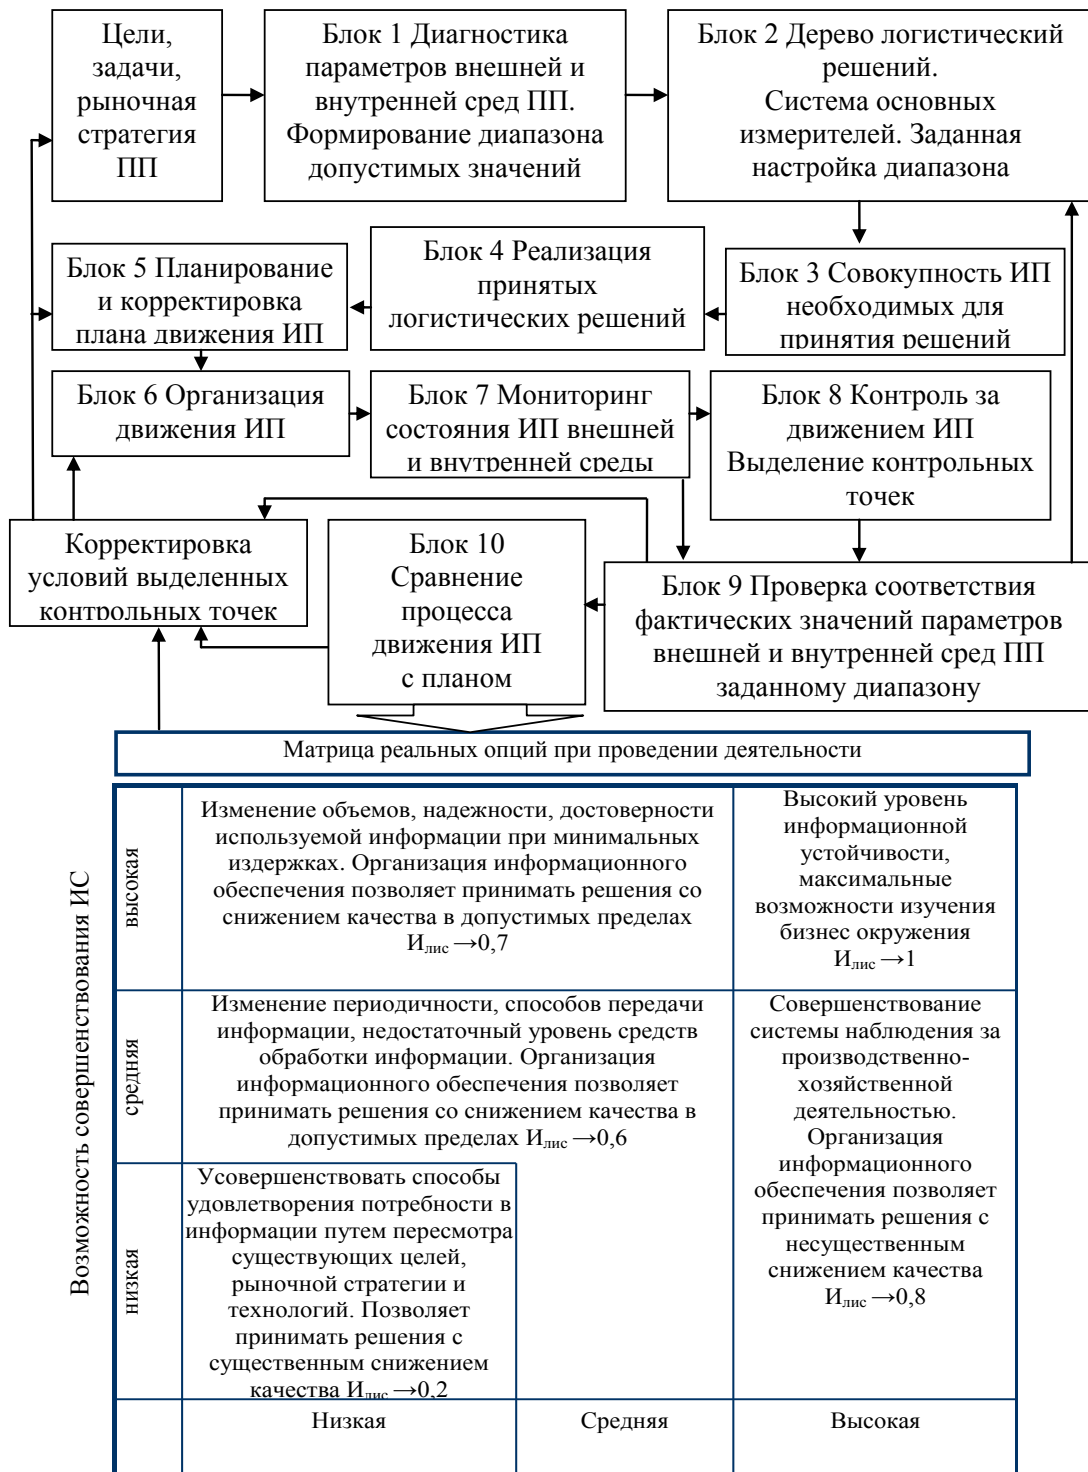 Цели,
задачи,
рыночная
стратегия
ПП
Блок 1 Диагностика
параметров внешней и
внутренней сред ПП.
Формирование диапазона
допустимых значений
Блок 2 Дерево логистический
решений.
Система основных
измерителей. Заданная
настройка диапазона
Блок 5 Планирование
и корректировка
плана движения ИП
Блок 4 Реализация
принятых
логистических решений
Блок 3 Совокупность ИП
необходимых для
принятия решений
Блок 6 Организация
движения ИП
Блок 7 Мониторинг
состояния ИП внешней
и внутренней среды
Блок 8 Контроль за
движением ИП
Выделение контрольных
точек
Корректировка
условий выделенных
контрольных точек
Блок 10
Сравнение
процесса
движения ИП
с планом
Блок 9 Проверка соответствия
фактических значений параметров
внешней и внутренней сред ПП
заданному диапазону
Матрица реальных опций при проведении деятельности
Возможность совершенствования ИС
высокая
Изменение объемов, надежности, достоверности
используемой информации при минимальных
издержках. Организация информационного
обеспечения позволяет принимать решения со
снижением качества в допустимых пределах
Илис →0,7
Высокий уровень
информационной
устойчивости,
максимальные
возможности изучения
бизнес окружения
Илис →1
средняя
Изменение периодичности, способов передачи
информации, недостаточный уровень средств
обработки информации. Организация
информационного обеспечения позволяет
принимать решения со снижением качества в
допустимых пределах Илис →0,6
Совершенствование
системы наблюдения за
производственно-
хозяйственной
деятельностью.
Организация
информационного
обеспечения позволяет
принимать решения с
несущественным
снижением качества
Илис →0,8
низкая
Усовершенствовать способы
удовлетворения потребности в
информации путем пересмотра
существующих целей,
рыночной стратегии и
технологий. Позволяет
принимать решения с
существенным снижением
качества Илис →0,2
Низкая
Средняя
Высокая